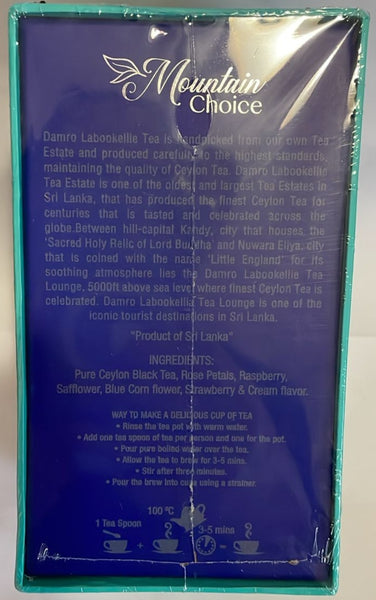 Mountain
Choice
Damro Labookellie Tea is handpicked from our own Tea
Estate and produced carefully to the highest standards,
maintaining the quality of Ceylon Tea. Damro Labookellie
Tea Estate is one of the oldest and largest Tea Estates in
Sri Lanka, that has produced the finest Ceylon Tea for
centuries that is tasted and celebrated across the
globe.Between hill-capital Kandy, city that houses the
'Sacred Holy Relic of Lord Buddha' and Nuwara Eliya, city
that is coined with the name 'Little England' for its
soothing atmosphere lies the Damro Labookellie Tea
Lounge, 5000ft above sea level where finest Ceylon Tea is
celebrated. Damro Labookellie Tea Lounge is one of the
iconic tourist destinations in Sri Lanka.
"Product of Sri Lanka"
INGREDIENTS:
Pure Ceylon Black Tea, Rose Petals, Raspberry,
Safflower, Blue Corn flower, Strawberry & Cream flavor.
WAY TO MAKE A DELICIOUS CUP OF TEA
• Rinse the tea pot with warm water.
• Add one tea spoon of tea per person and one for the pot.
• Pour pure boiled water over the tea.
• Allow the tea to brew for 3-5 mins.
• Stir after three minutes.
• Pour the brew into cups using a strainer.
100 ºC
1 Tea Spoon
3-5 mins
+
=